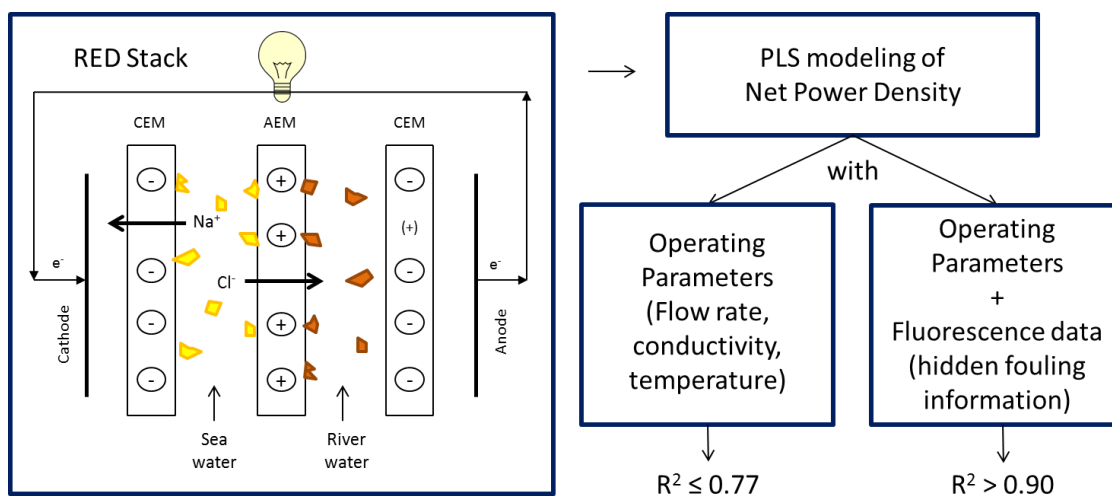 RED Stack
CEM
AEM
CEM
-
+
-
Na⁺
+
(+)
-
-
e⁻
Cl⁻
e⁻
-
+
-
-
+
-
Cathode
Anode
Sea
water
River
water
PLS modeling of
Net Power Density
with
Operating
Parameters
(Flow rate,
conductivity,
temperature)
Operating
Parameters
+
Fluorescence data
(hidden fouling
information)
R² ≤ 0.77
R² > 0.90